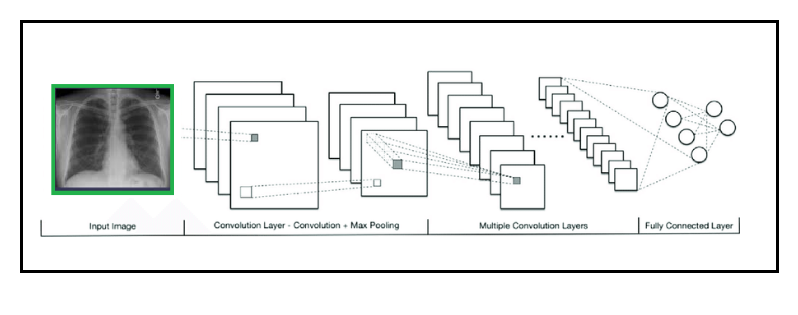 Input Image
Convolution Layer - Convolution + Max Pooling
Multiple Convolution Layers
Fully Connected Layer